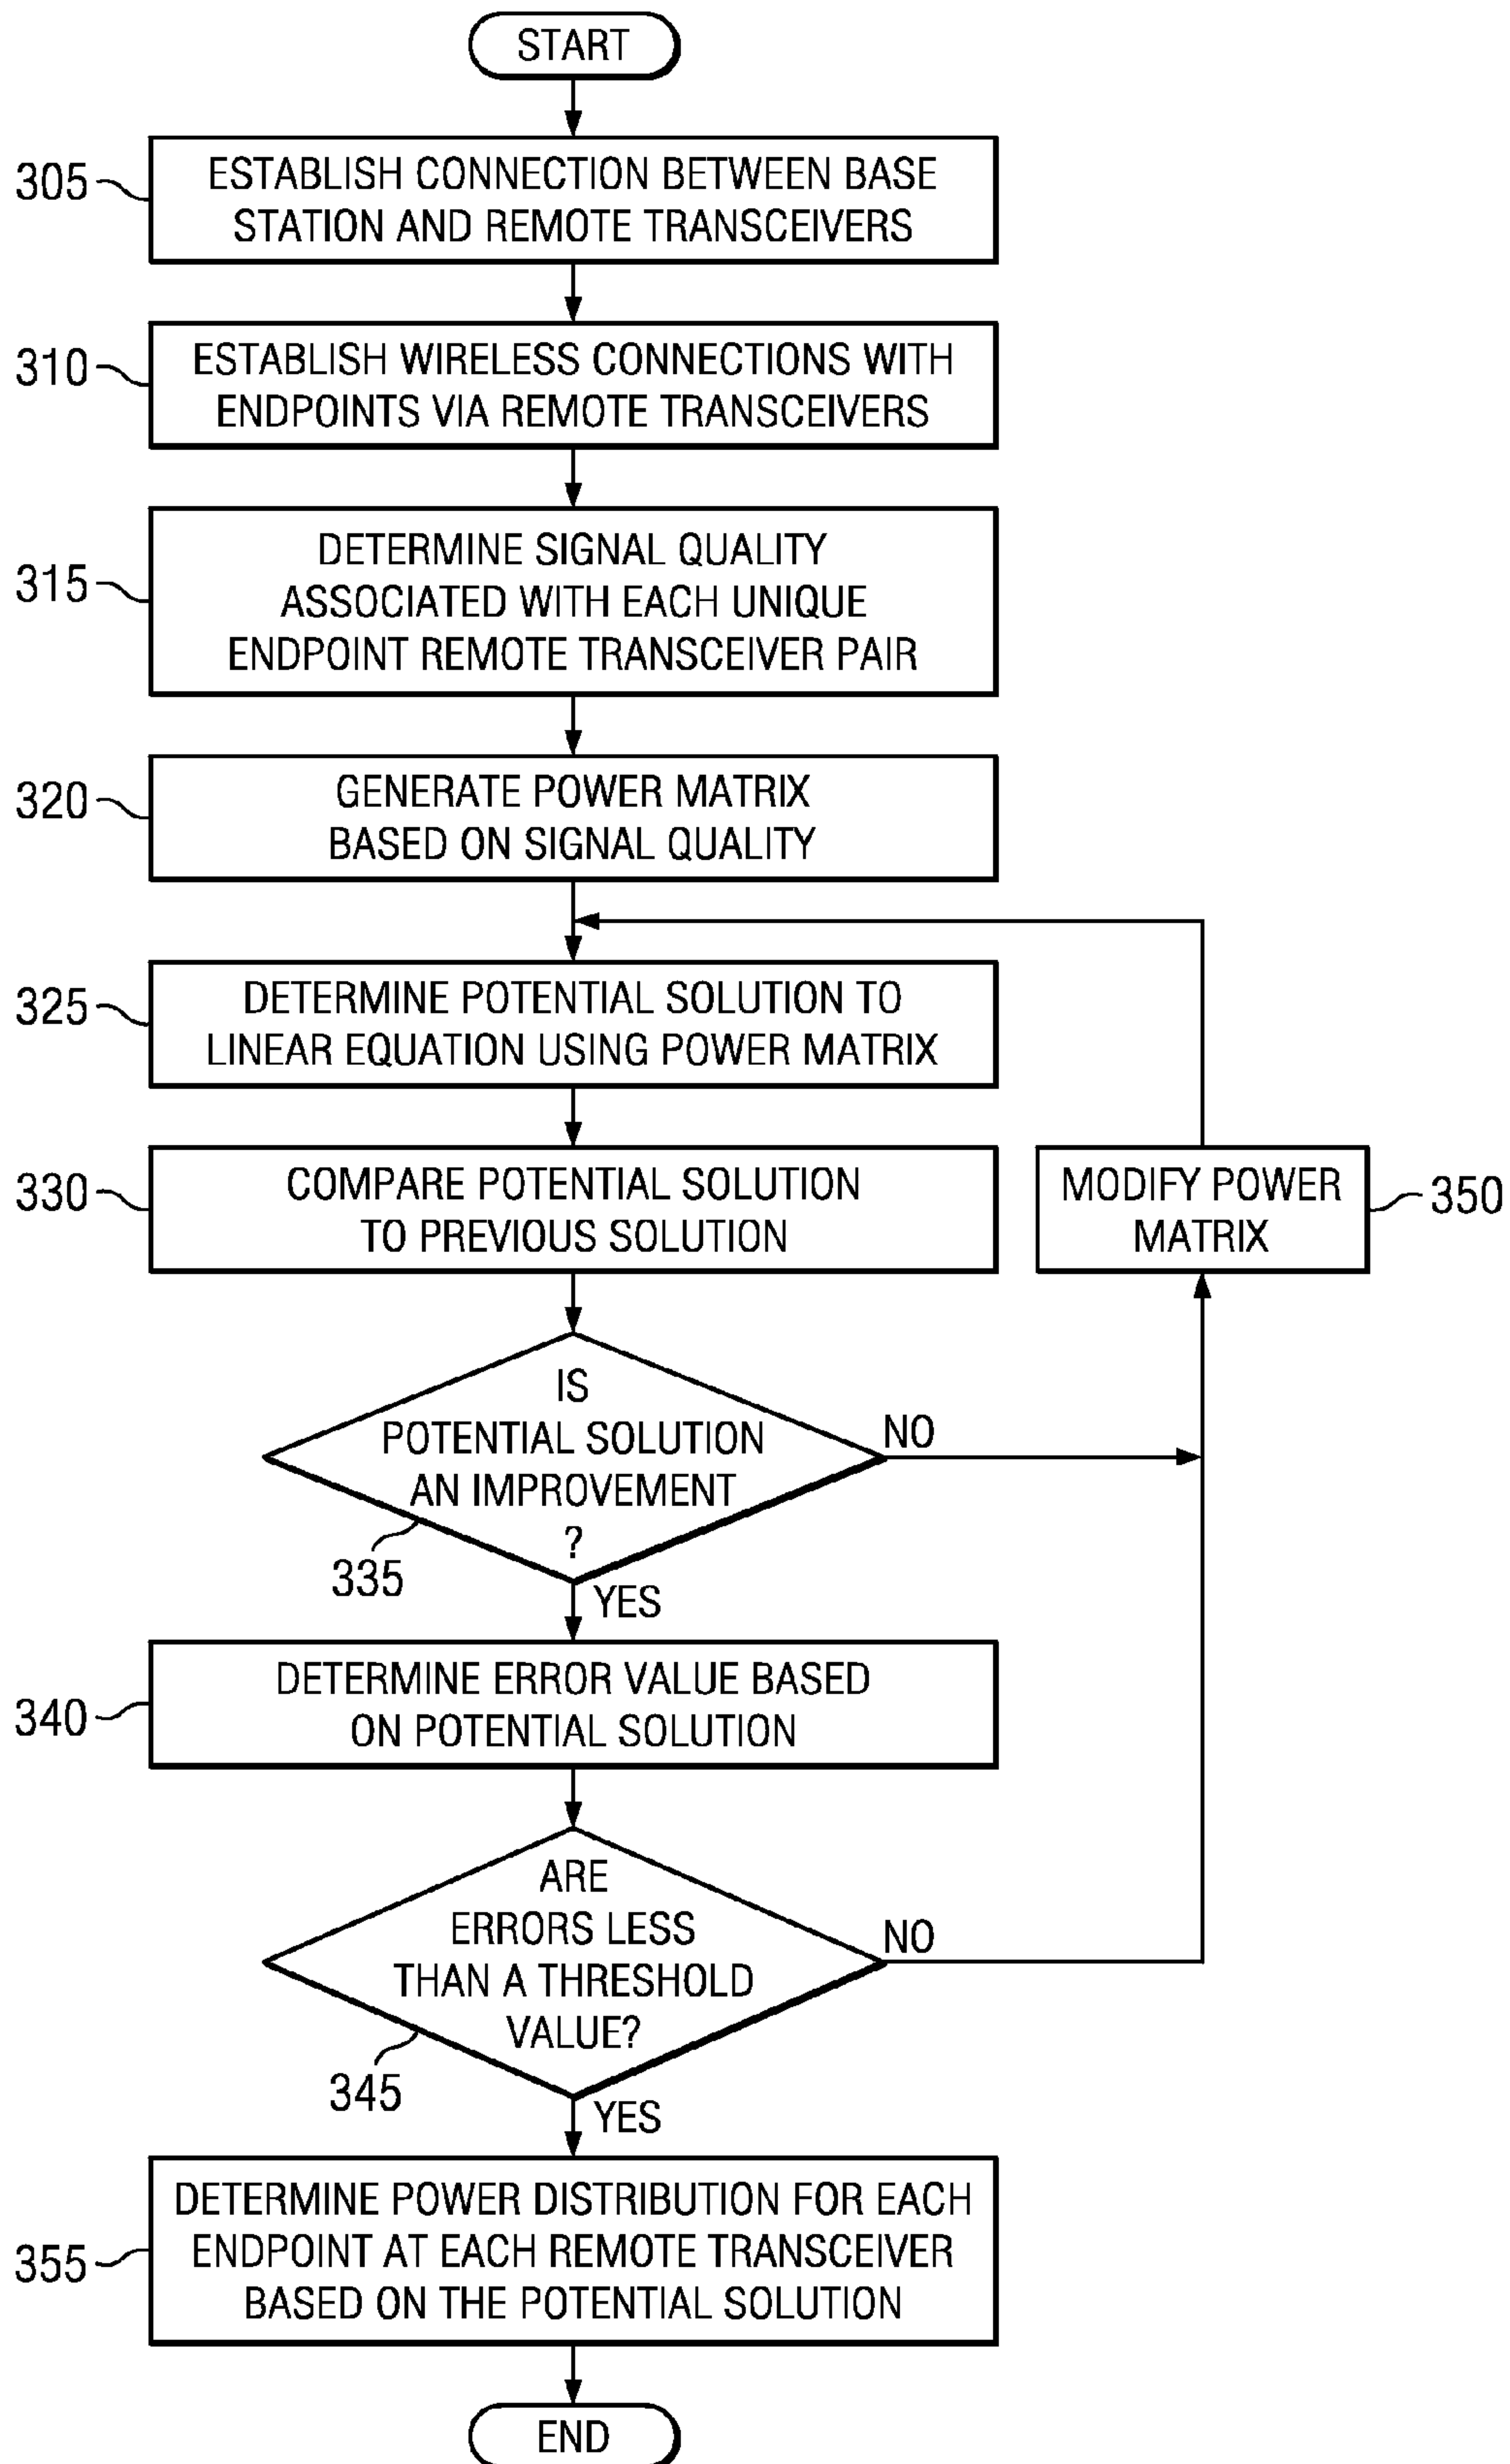 START
305
ESTABLISH CONNECTION BETWEEN BASE
STATION AND REMOTE TRANSCEIVERS
310
ESTABLISH WIRELESS CONNECTIONS WITH
ENDPOINTS VIA REMOTE TRANSCEIVERS
315
DETERMINE SIGNAL QUALITY
ASSOCIATED WITH EACH UNIQUE
ENDPOINT REMOTE TRANSCEIVER PAIR
320
GENERATE POWER MATRIX
BASED ON SIGNAL QUALITY
325
DETERMINE POTENTIAL SOLUTION TO
LINEAR EQUATION USING POWER MATRIX
330
COMPARE POTENTIAL SOLUTION
TO PREVIOUS SOLUTION
MODIFY POWER
MATRIX
350
IS
POTENTIAL SOLUTION
AN IMPROVEMENT
?
NO
335
YES
340
DETERMINE ERROR VALUE BASED
ON POTENTIAL SOLUTION
ARE
ERRORS LESS
THAN A THRESHOLD
VALUE?
NO
345
YES
355
DETERMINE POWER DISTRIBUTION FOR EACH
ENDPOINT AT EACH REMOTE TRANSCEIVER
BASED ON THE POTENTIAL SOLUTION
END